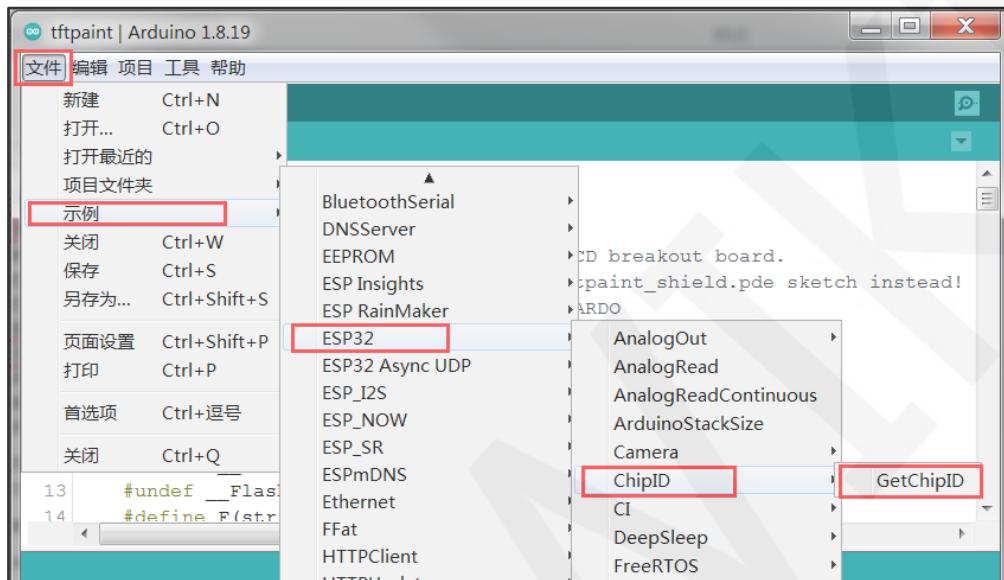 tftpaint | Arduino 1.8.19
文件 编辑 项目 工具 帮助
新建 Ctrl+N
打开... Ctrl+O
打开最近的
项目文件夹
示例
关闭 Ctrl+W
保存 Ctrl+S
另存为... Ctrl+Shift+S
页面设置 Ctrl+Shift+P
打印 Ctrl+P
首选项 Ctrl+逗号
关闭 Ctrl+Q
BluetoothSerial
DNSServer
EEPROM
ESP Insights
ESP RainMaker
ESP32
ESP32 Async UDP
ESP_I2S
ESP_NOW
ESP_SR
ESPmDNS
Ethernet
FFat
HTTPClient
AnalogOut
AnalogRead
AnalogReadContinuous
ArduinoStackSize
Camera
ChipID
CI
DeepSleep
FreeRTOS
GetChipID
CD breakout board.
tpaint_shield.pde sketch instead!
ARDO
13 #undef __Flas
14 #define F(str